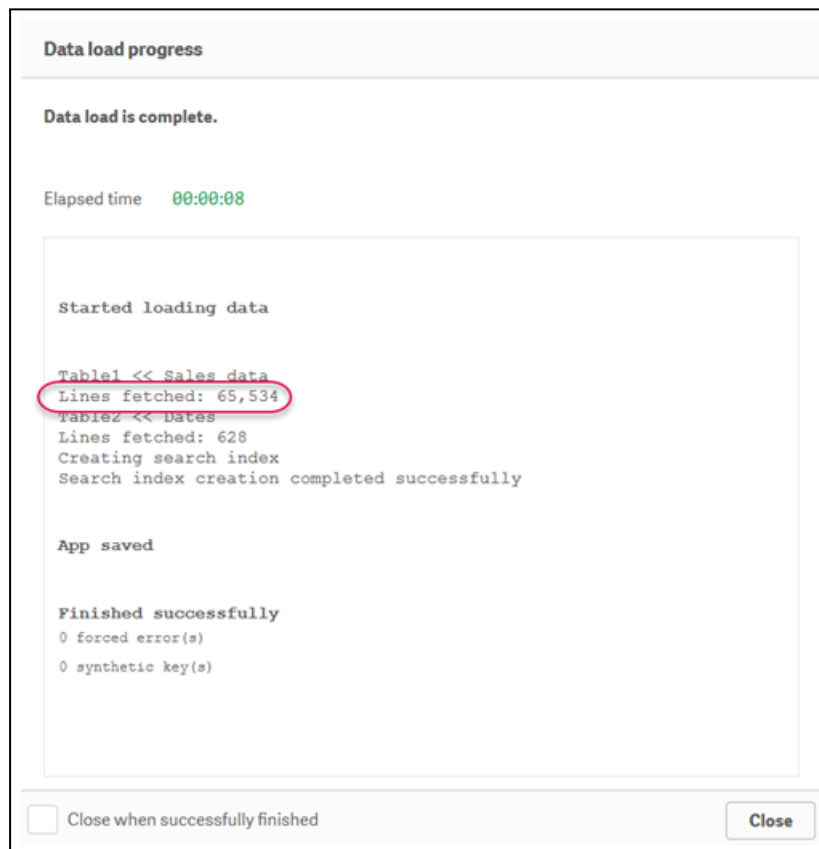 Data load progress
Data load is complete.
Elapsed time 00:00:08
Started loading data
Table1 << Sales data
Lines fetched: 65,534
Table2 << Dates
Lines fetched: 628
Creating search index
Search index creation completed successfully
App saved
Finished successfully
0 forced error(s)
0 synthetic key(s)
Close when successfully finished
Close